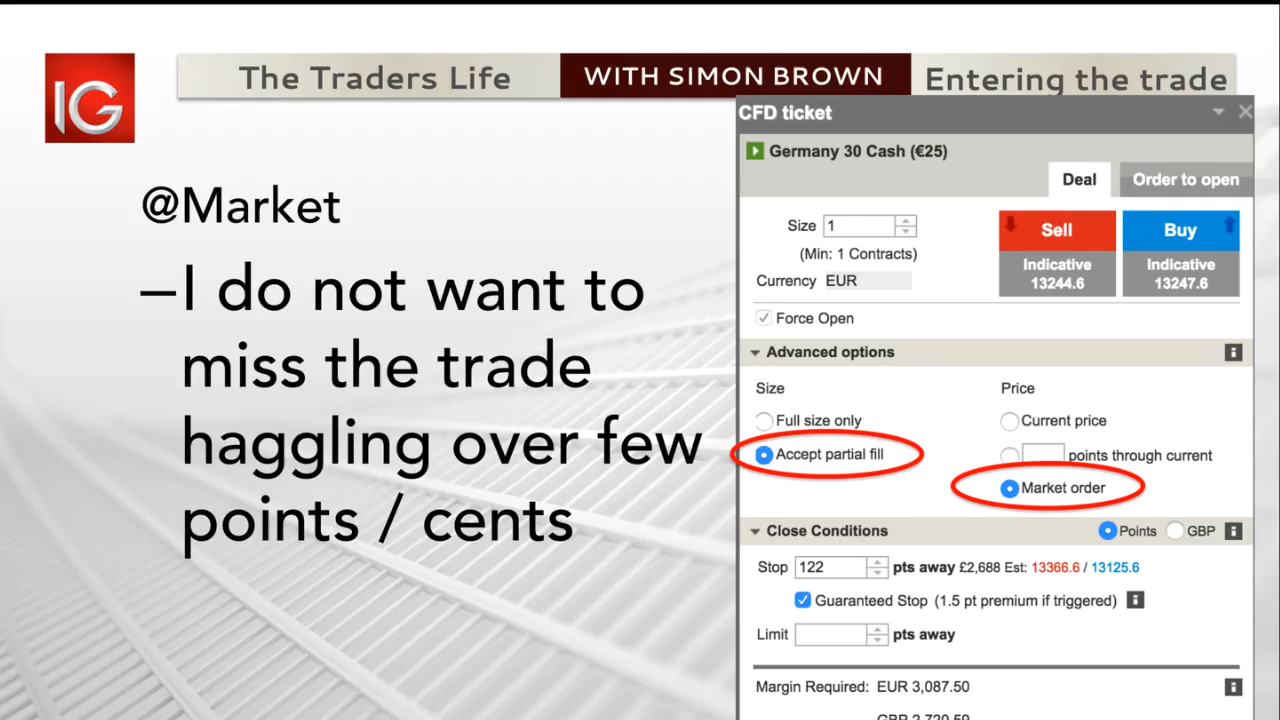 IG
The Traders Life
WITH SIMON BROWN
Entering the trade
@Market
–I do not want to
miss the trade
haggling over few
points / cents
CFD ticket
Germany 30 Cash (€25)
Deal
Order to open
Size 1
(Min: 1 Contracts)
Currency EUR
Sell
Indicative
13244.6
Buy
Indicative
13247.6
Force Open
Advanced options
Size
Full size only
Accept partial fill
Price
Current price
points through current
Market order
Close Conditions
Points GBP
Stop 122 pts away £2,688 Est: 13366.6 / 13125.6
Guaranteed Stop (1.5 pt premium if triggered)
Limit pts away
Margin Required: EUR 3,087.50
GBP 2,720.59